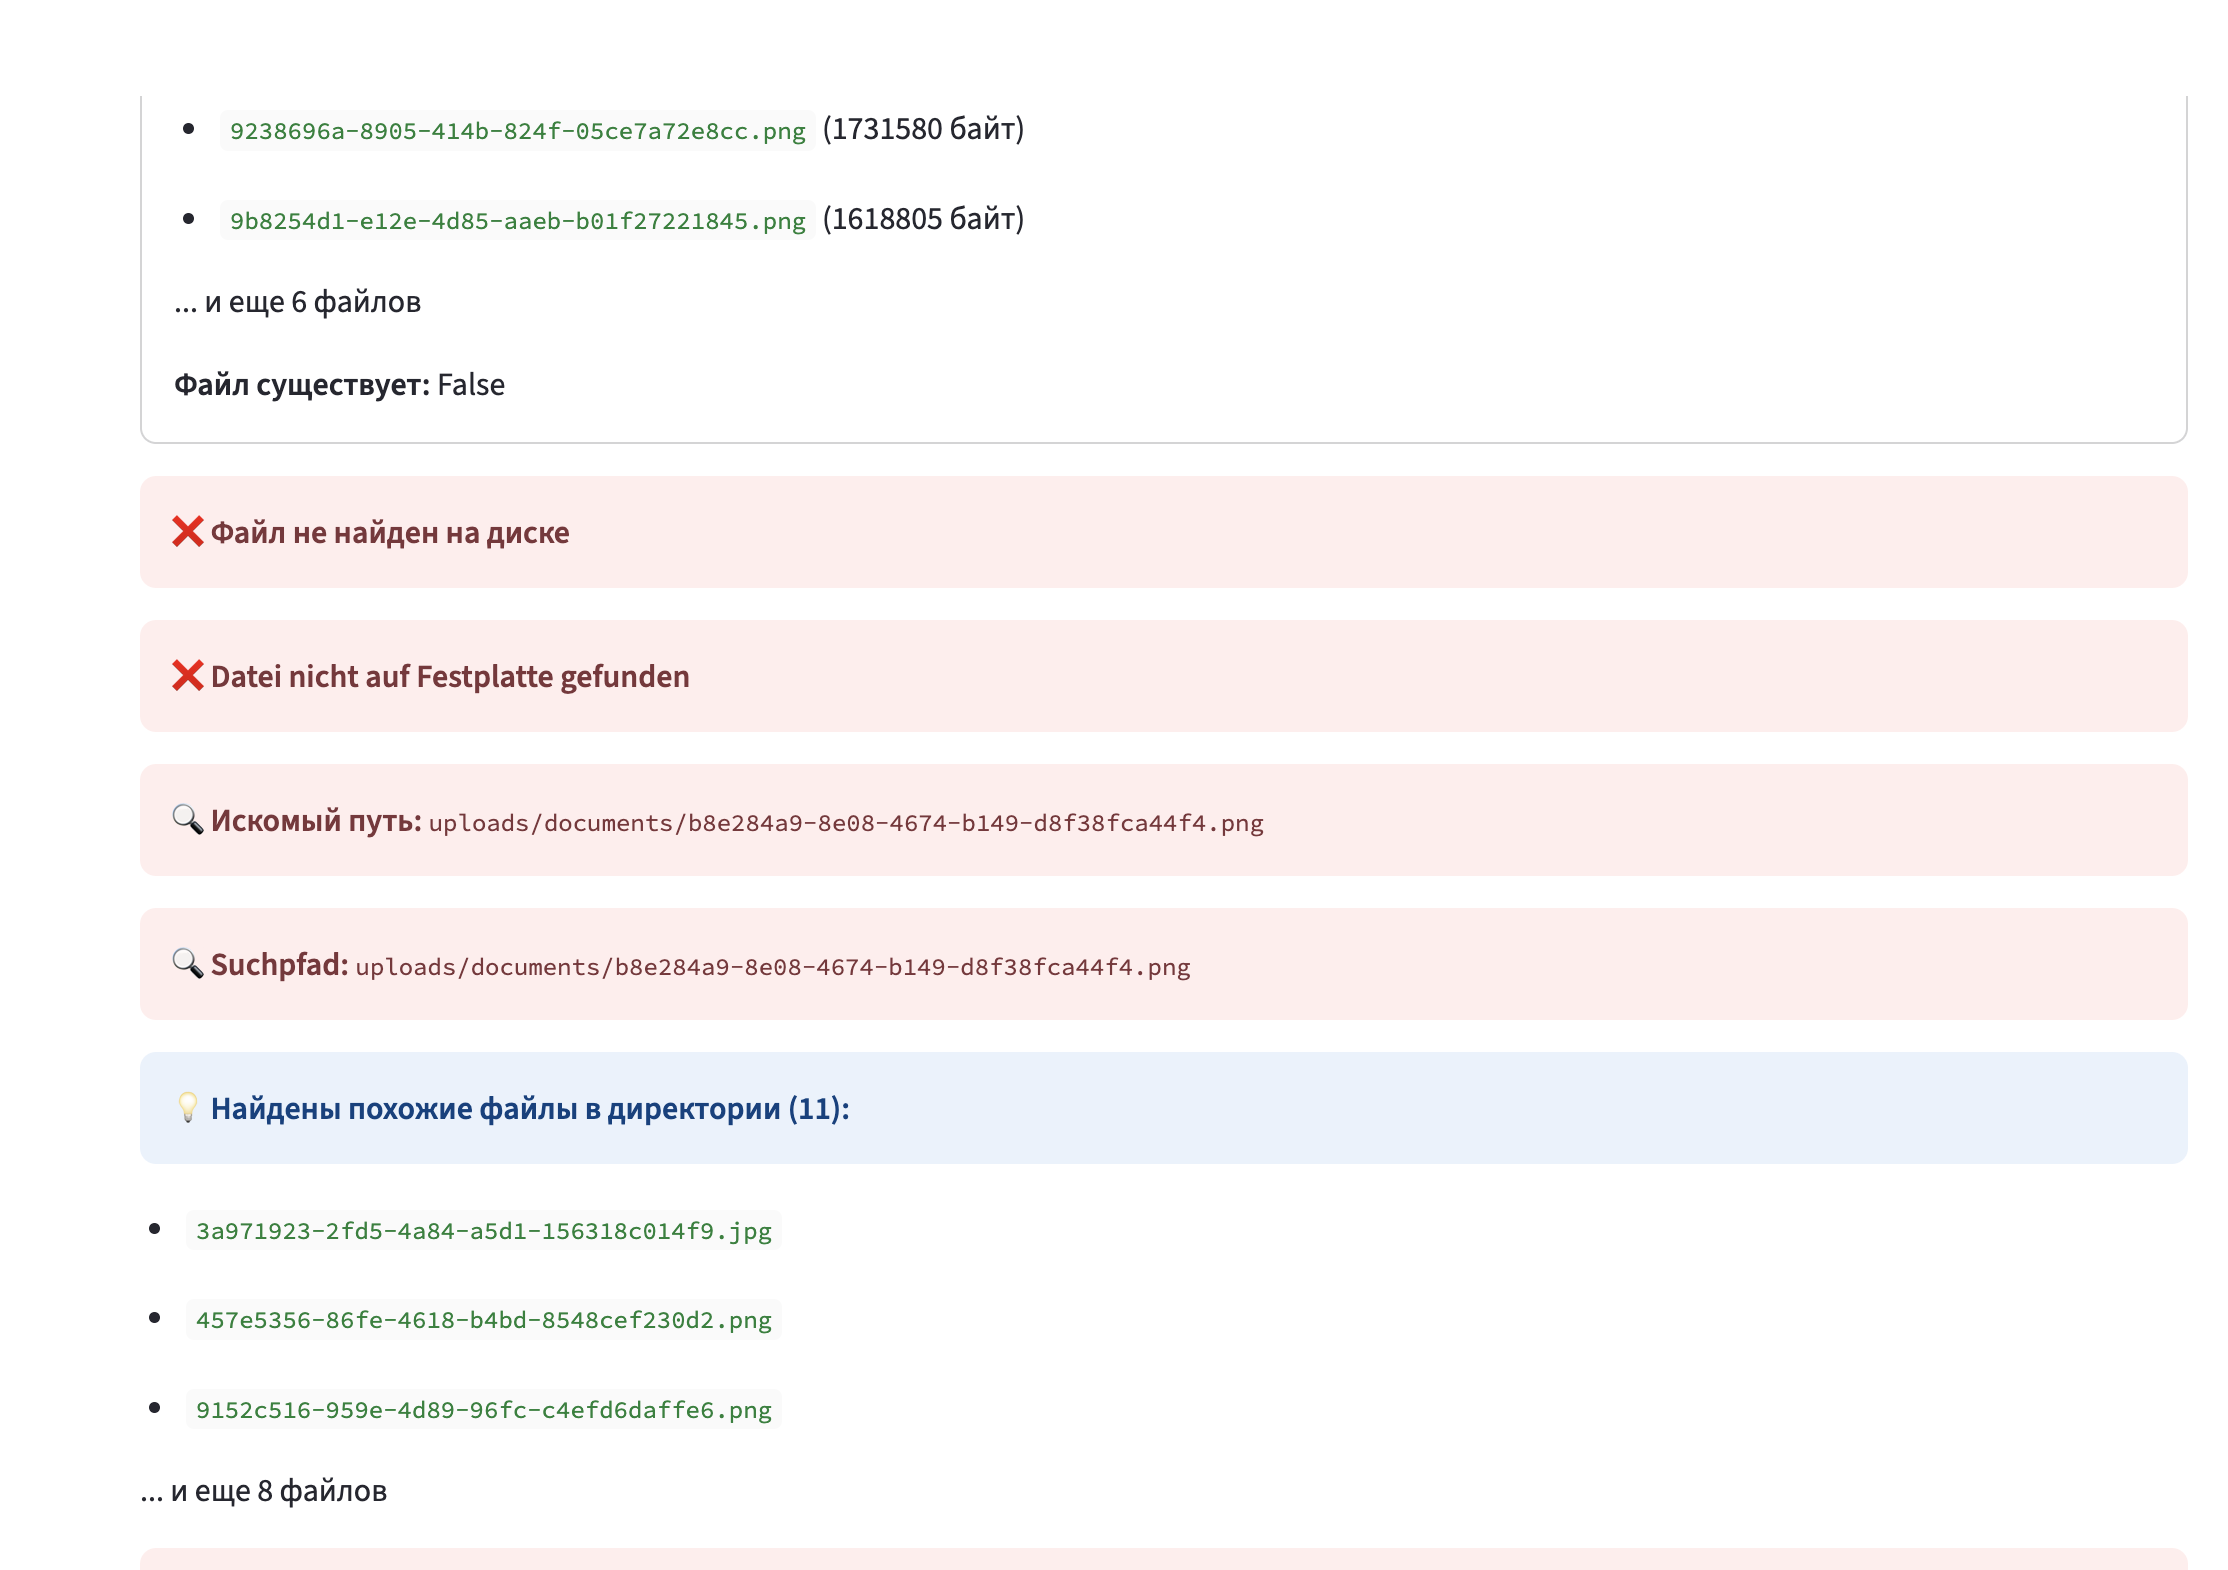 9238696a-8905-414b-824f-05ce7a72e8cc.png (1731580 байт)
9b8254d1-e12e-4d85-aaeb-b01f27221845.png (1618805 байт)
... и еще 6 файлов
Файл существует: False
❌ Файл не найден на диске
❌ Datei nicht auf Festplatte gefunden
🔍 Искомый путь: uploads/documents/b8e284a9-8e08-4674-b149-d8f38fca44f4.png
🔍 Suchpfad: uploads/documents/b8e284a9-8e08-4674-b149-d8f38fca44f4.png
💡 Найдены похожие файлы в директории (11):
3a971923-2fd5-4a84-a5d1-156318c014f9.jpg
457e5356-86fe-4618-b4bd-8548cef230d2.png
9152c516-959e-4d89-96fc-c4efd6daffe6.png
... и еще 8 файлов